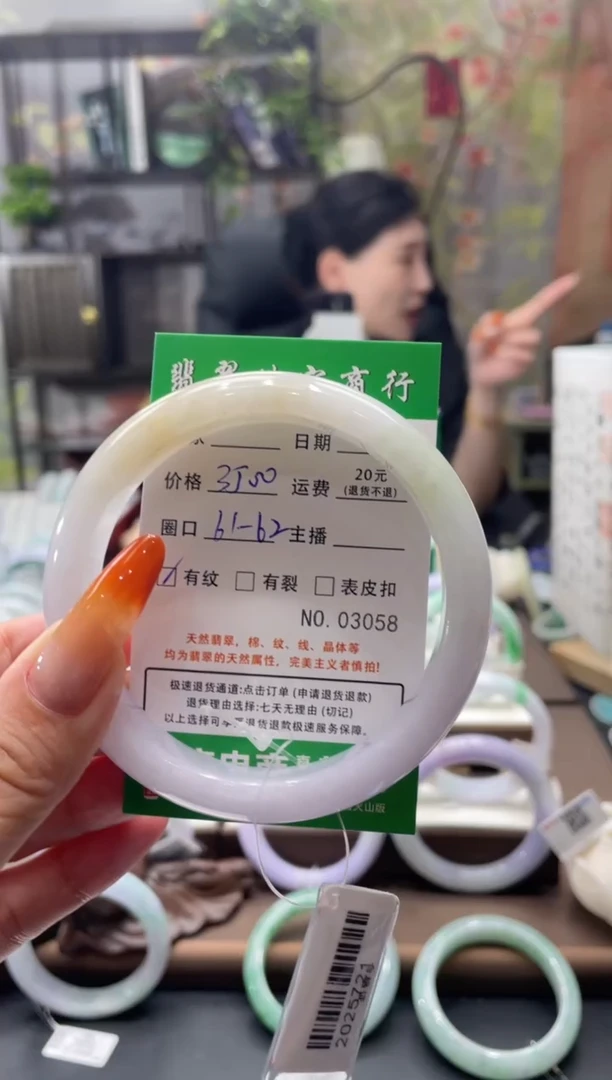 翡翠 商行
日期
价格 3550 运费 20元
(退货不退)
圈口 61-62 主播
有纹 有裂 表皮扣
NO. 03058
天然翡翠，棉、纹、线、晶体等
均为翡翠的天然属性，完美主义者慎拍!
极速退货通道:点击订单(申请退货退款)
退货理由选择:七天无理由(切记)
以上选择可 退货退款极速服务保障。
火山版
2025721